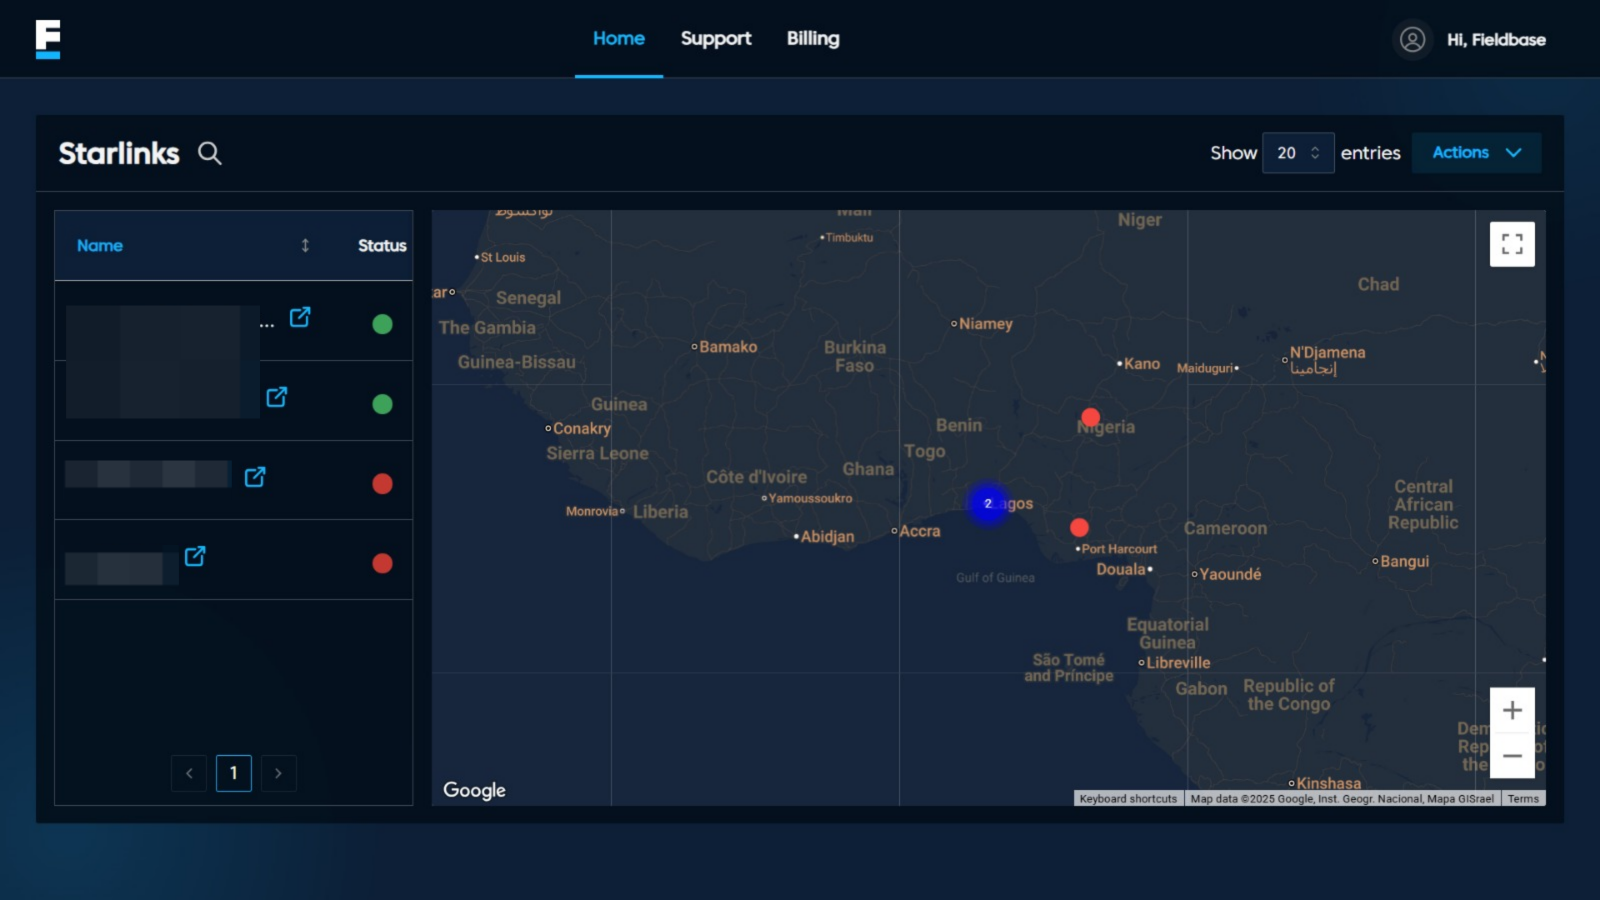 F
Home
Support
Billing
Hi, Fieldbase
Starlinks
Show 20 entries
Actions
Name
Status
...
1
نواكشوط
Mali
Niger
Timbuktu
St Louis
Chad
ar
Senegal
The Gambia
Niamey
Bamako
Burkina
Faso
Guinea-Bissau
Kano
Maiduguri
N'Djamena
إنجامينا
Guinea
Conakry
Benin
Nigeria
Sierra Leone
Togo
Ghana
Côte d'Ivoire
Yamoussoukro
Central
African
Republic
2
Lagos
Monrovia
Liberia
Abidjan
Accra
Cameroon
Port Harcourt
Douala
Bangui
Gulf of Guinea
Yaoundé
Equatorial
Guinea
São Tomé
and Príncipe
Libreville
Gabon
Republic of
the Congo
Kinshasa
Google
Keyboard shortcuts
Map data ©2025 Google, Inst. Geogr. Nacional, Mapa GISrael
Terms